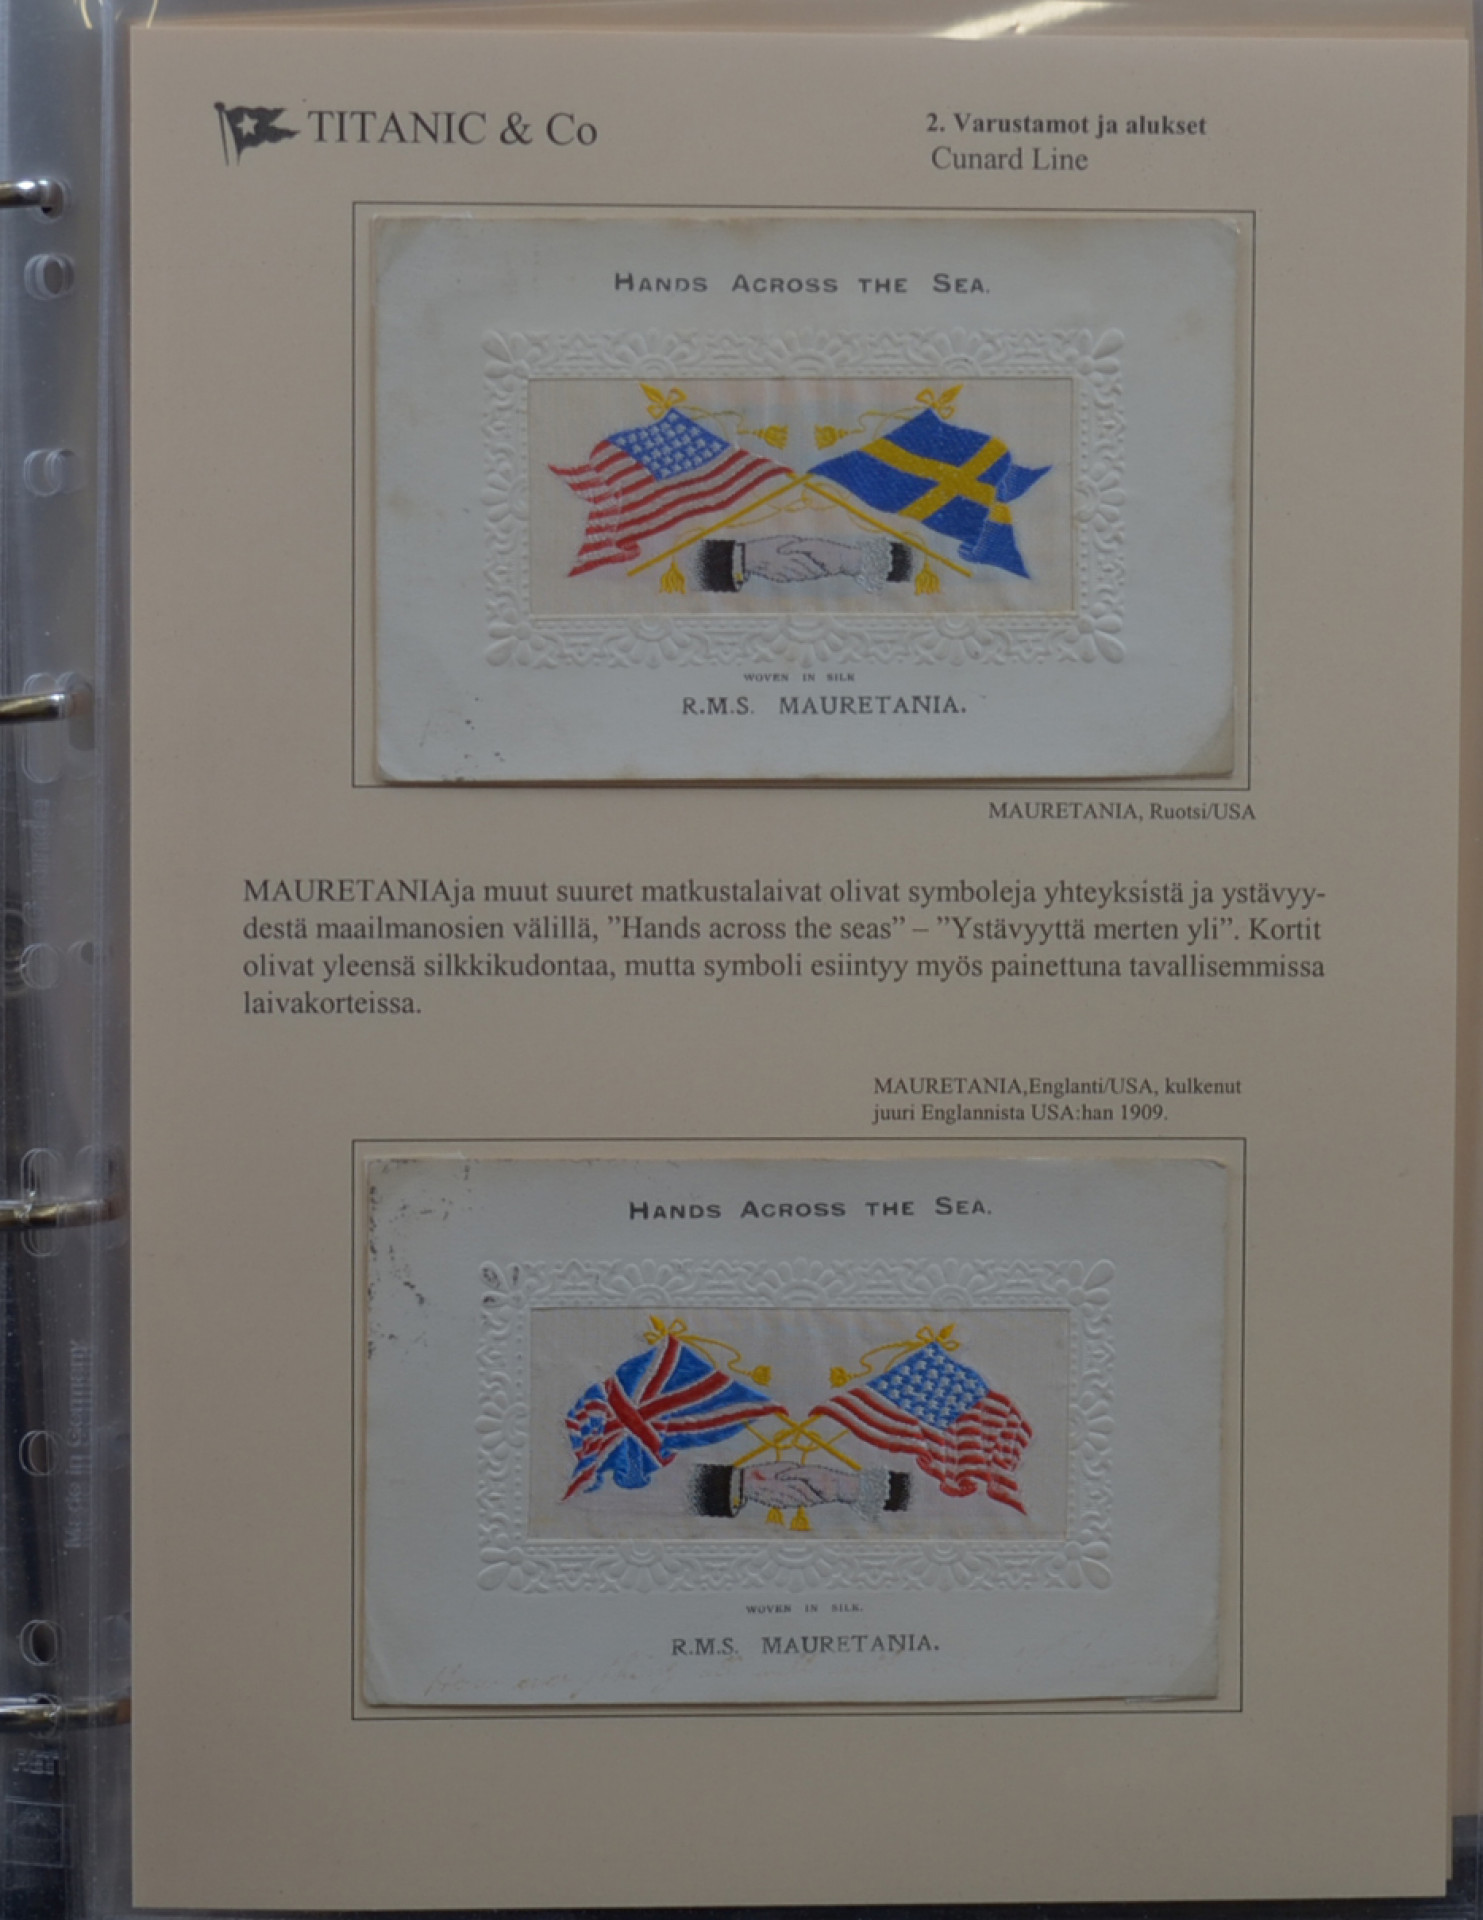 TITANIC & Co
2. Varustamot ja alukset
Cunard Line
HANDS ACROSS THE SEA.
WOVEN IN SILK
R.M.S. MAURETANIA.
MAURETANIA, Ruotsi/USA
MAURETANIAja muut suuret matkustalaivat olivat symboleja yhteyksistä ja ystävyy-
destä maailmanosien välillä, ”Hands across the seas” – ”Ystävyyttä merten yli”. Kortit
olivat yleensä silkkikudontaa, mutta symboli esiintyy myös painettuna tavallisemmissa
laivakorteissa.
MAURETANIA,Englanti/USA, kulkenut
juuri Englannista USA:han 1909.
HANDS ACROSS THE SEA.
WOVEN IN SILK.
R.M.S. MAURETANIA.
Made in Germany